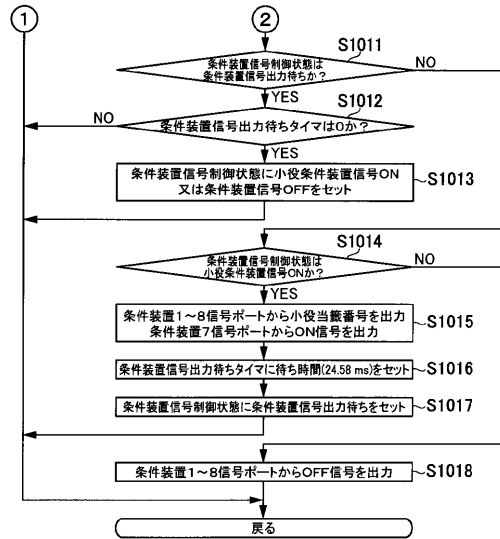 ①
②
条件装置信号制御状態は
条件装置信号出力待ちか？
S1011
NO
YES
条件装置信号出力待ちタイマは0か？
S1012
NO
YES
条件装置信号制御状態に小役条件装置信号ON
又は条件装置信号OFFをセット
S1013
条件装置信号制御状態は
小役条件装置信号ONか？
S1014
NO
YES
条件装置1〜8信号ポートから小役当籤番号を出力
条件装置7信号ポートからON信号を出力
S1015
条件装置信号出力待ちタイマに待ち時間(24.58 ms)をセット
S1016
条件装置信号制御状態に条件装置信号出力待ちをセット
S1017
条件装置1〜8信号ポートからOFF信号を出力
S1018
戻る